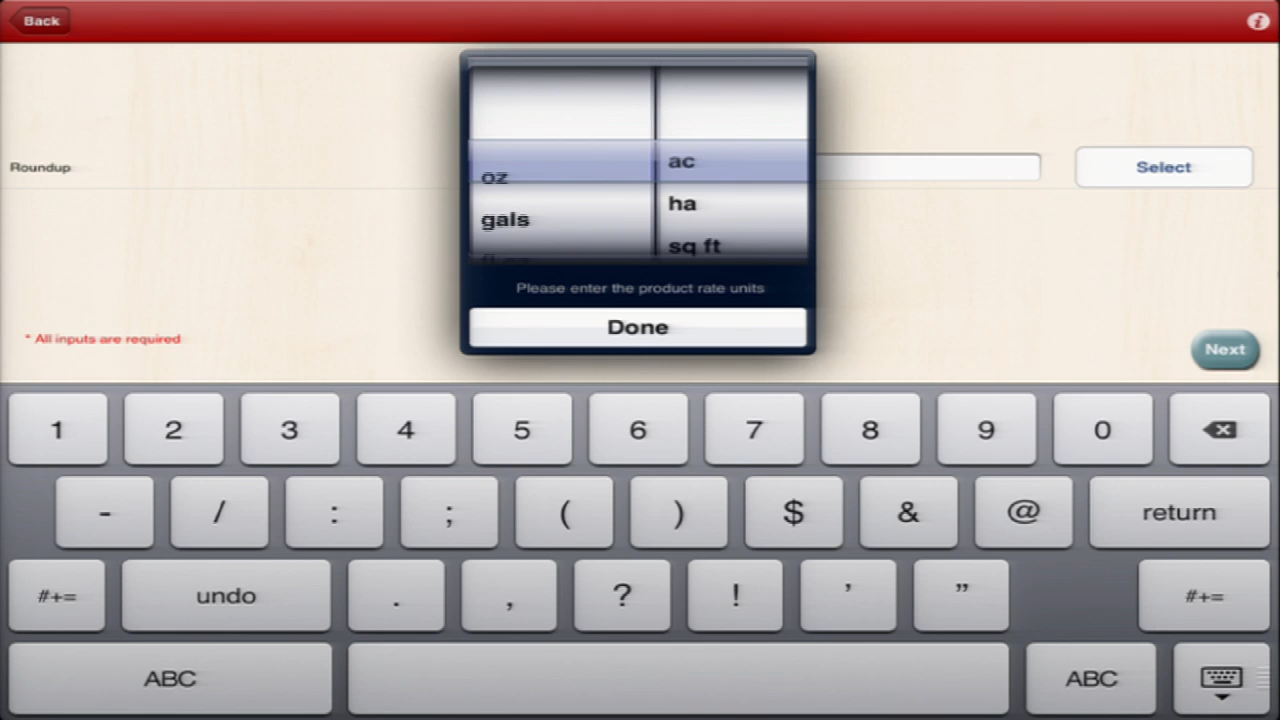 Back
i
Roundup
oz
gals
ac
ha
sq ft
Select
Please enter the product rate units
Done
* All inputs are required
Next
1 2 3 4 5 6 7 8 9 0
- / : ; ( ) $ & @ return
#+= undo . , ? ! ’ ” #+=
ABC ABC